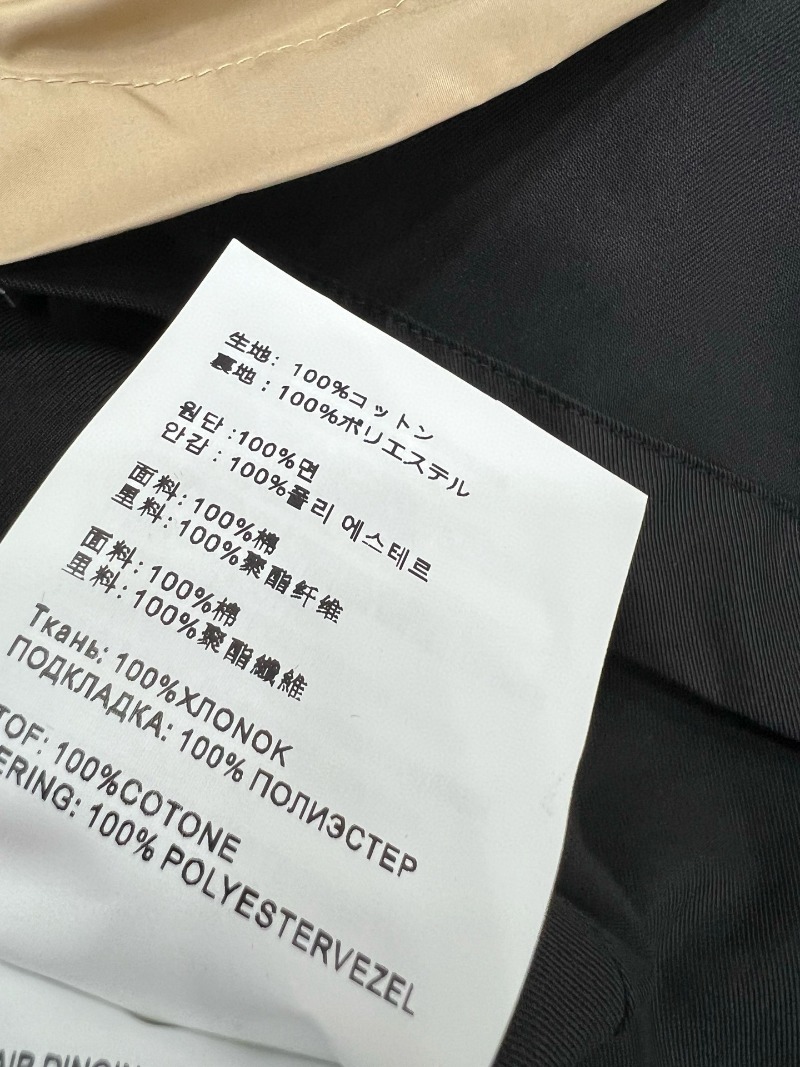 生地: 100%コットン
裏地: 100%ポリエステル
원단:100%면
안감: 100%폴리 에스테르
面料: 100%棉
里料: 100%聚酯纤维
面料: 100%棉
里料: 100%聚酯纖維
Ткань: 100%ХЛОNOK
ПОДКЛАДКА: 100% ПОЛИЭСТЕР
TOF: 100%COTONE
ERING: 100% POLYESTERVEZEL